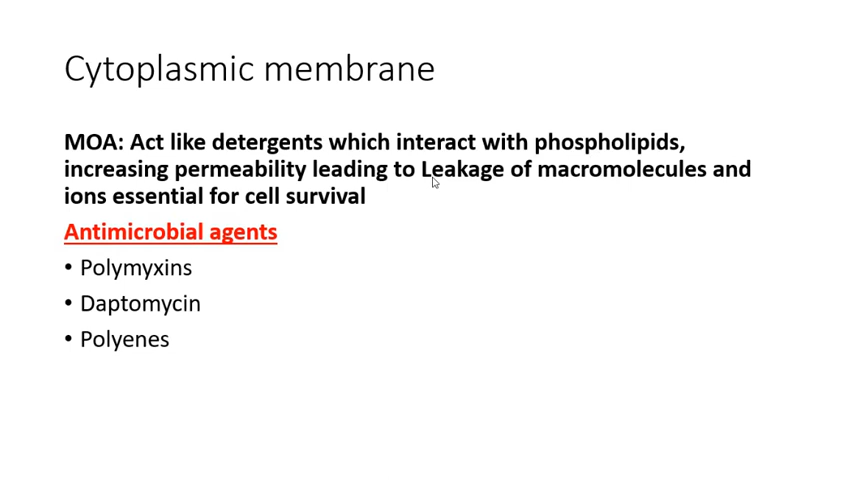 Cytoplasmic membrane
MOA: Act like detergents which interact with phospholipids,
increasing permeability leading to Leakage of macromolecules and
ions essential for cell survival
Antimicrobial agents
• Polymyxins
• Daptomycin
• Polyenes